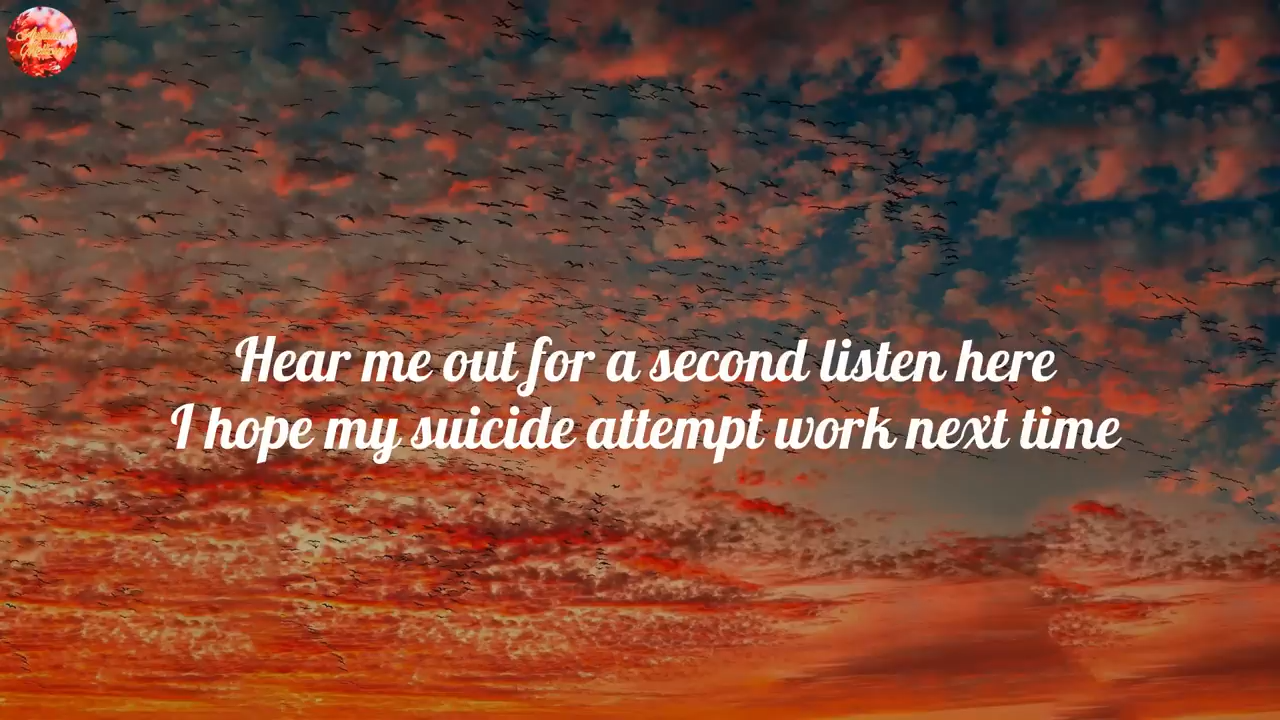 Hear me out for a second listen here
I hope my suicide attempt work next time